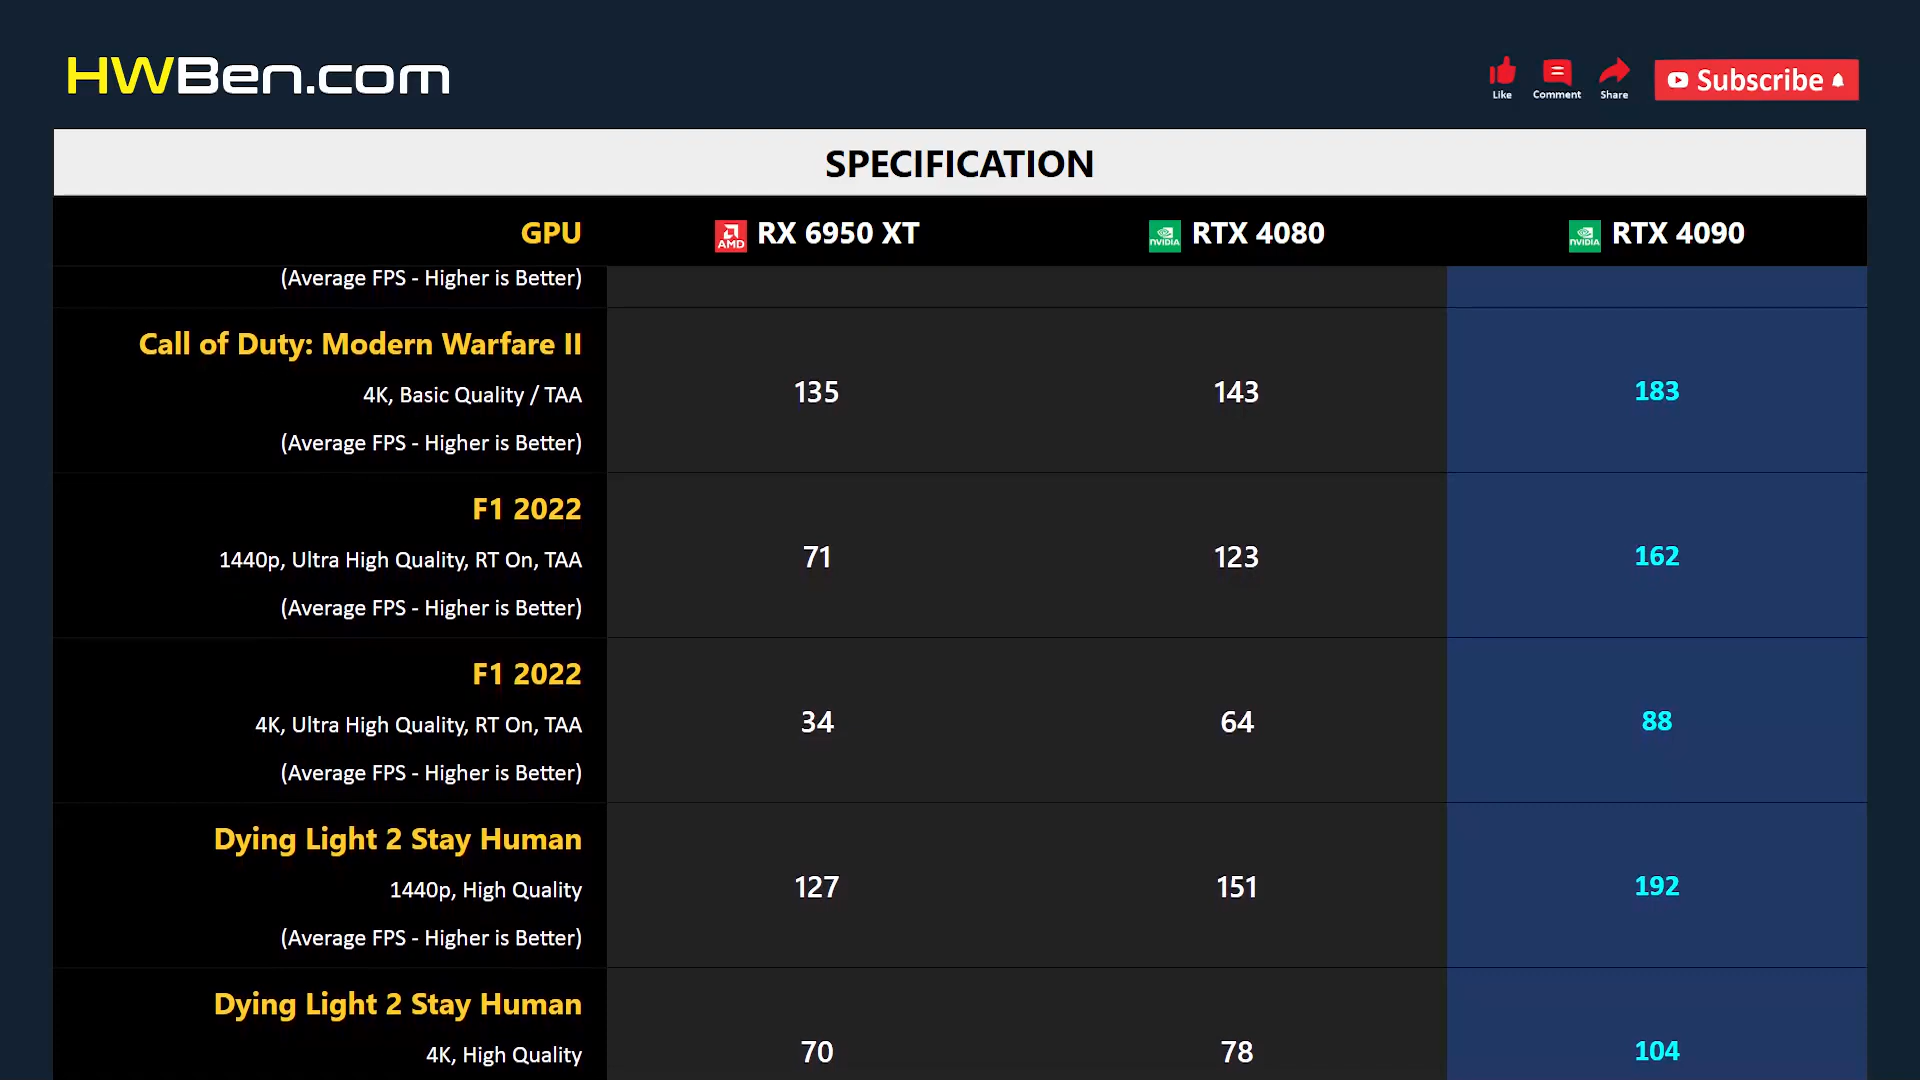 HWBen.com
Like
Comment
Share
Subscribe
SPECIFICATION
GPU
AMD RX 6950 XT
NVIDIA RTX 4080
NVIDIA RTX 4090
(Average FPS - Higher is Better)
Call of Duty: Modern Warfare II
4K, Basic Quality / TAA
(Average FPS - Higher is Better)
135
143
183
F1 2022
1440p, Ultra High Quality, RT On, TAA
(Average FPS - Higher is Better)
71
123
162
F1 2022
4K, Ultra High Quality, RT On, TAA
(Average FPS - Higher is Better)
34
64
88
Dying Light 2 Stay Human
1440p, High Quality
(Average FPS - Higher is Better)
127
151
192
Dying Light 2 Stay Human
4K, High Quality
70
78
104